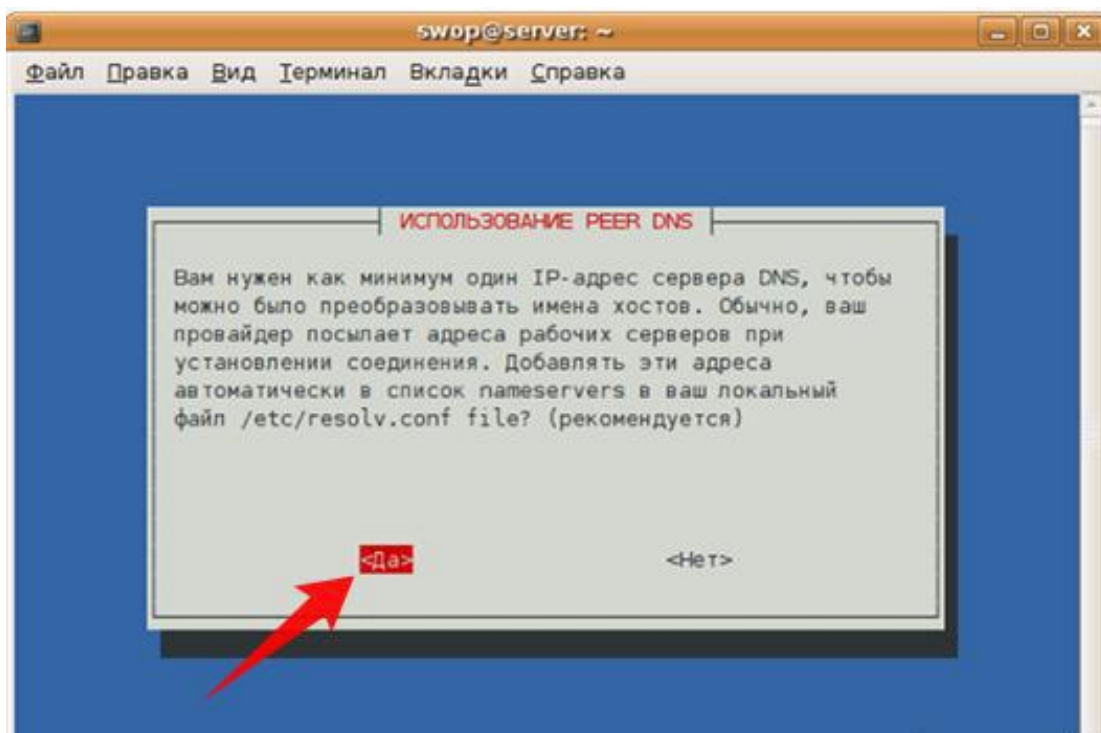 swop@server: ~
Файл Правка Вид Терминал Вкладки Справка
ИСПОЛЬЗОВАНИЕ PEER DNS
Вам нужен как минимум один IP-адрес сервера DNS, чтобы
можно было преобразовывать имена хостов. Обычно, ваш
провайдер посылает адреса рабочих серверов при
установлении соединения. Добавлять эти адреса
автоматически в список nameservers в ваш локальный
файл /etc/resolv.conf file? (рекомендуется)
<Да> <Нет>